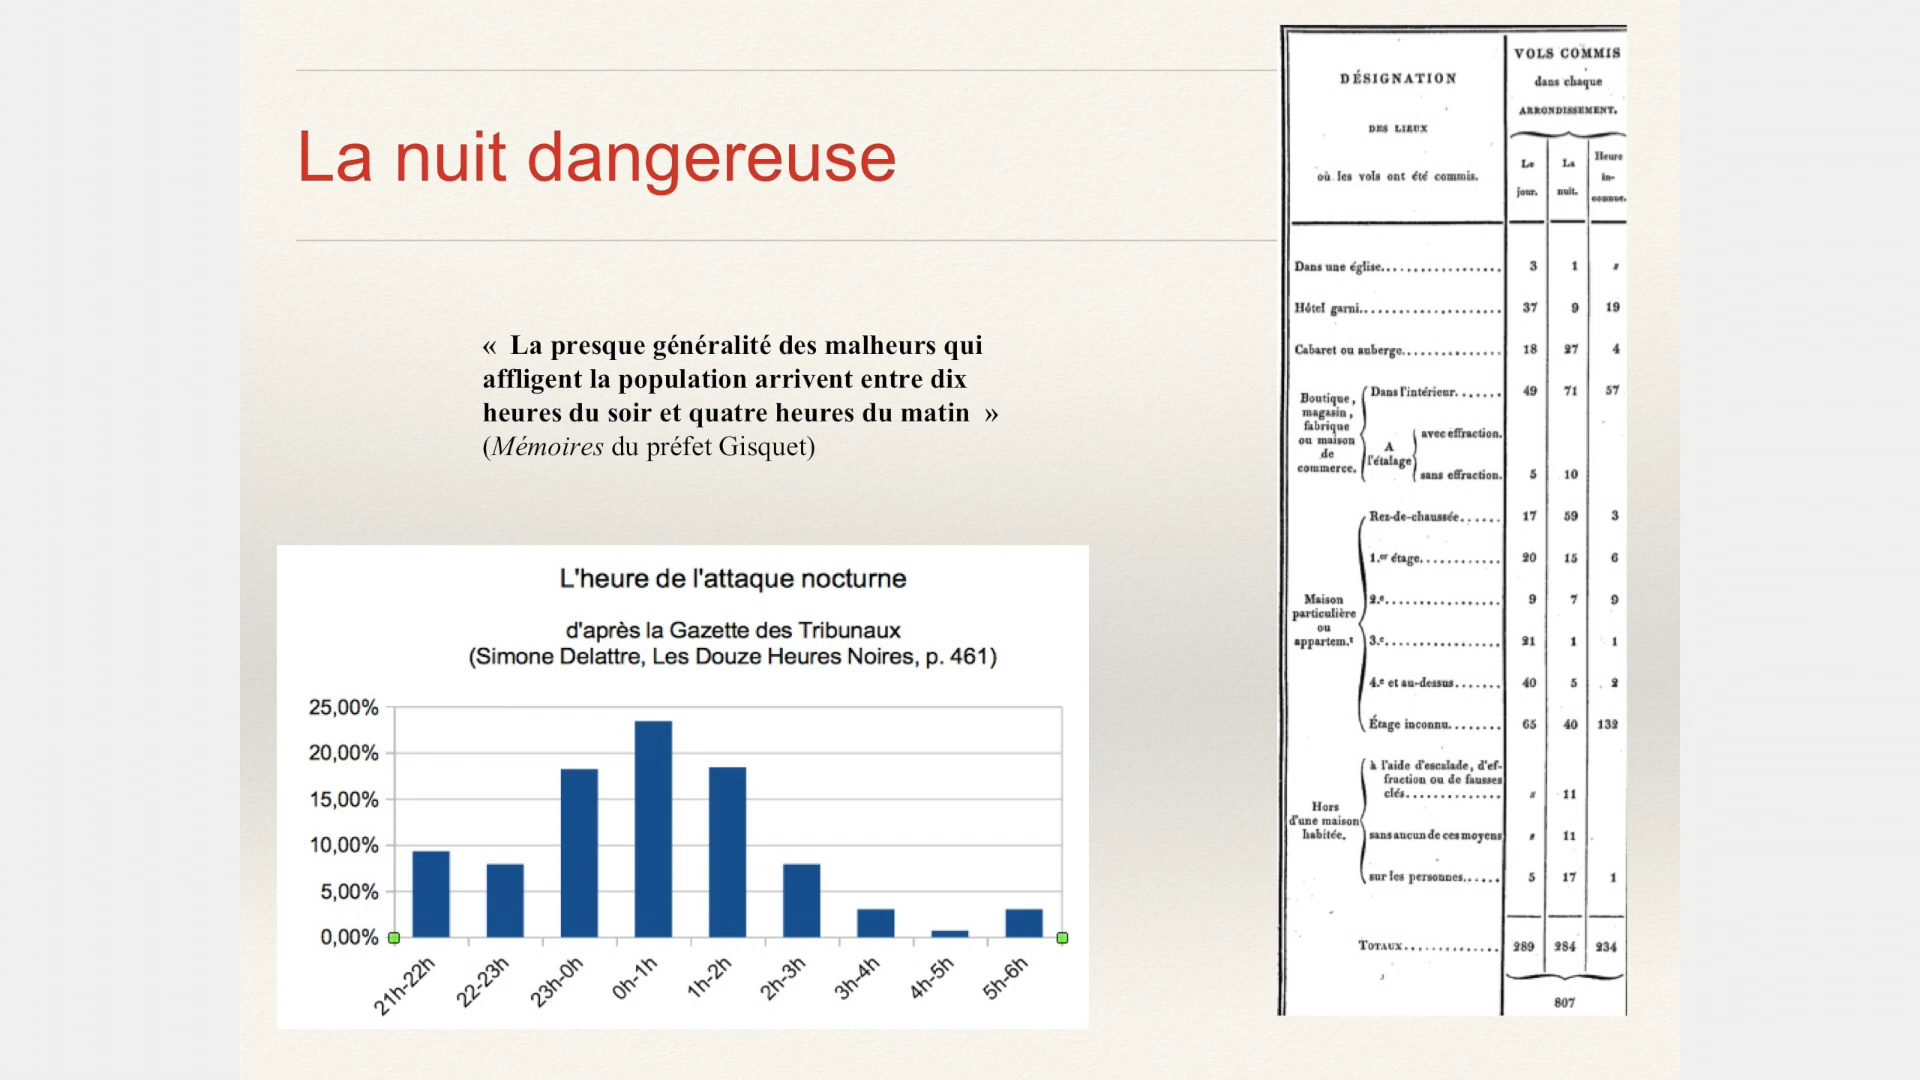 La nuit dangereuse
«  La presque généralité des malheurs qui
affligent la population arrivent entre dix
heures du soir et quatre heures du matin  »
(Mémoires du préfet Gisquet)
L'heure de l'attaque nocturne
d'après la Gazette des Tribunaux
(Simone Delattre, Les Douze Heures Noires, p. 461)
25,00%
20,00%
15,00%
10,00%
5,00%
0,00%
21h-22h
22-23h
23h-0h
0h-1h
1h-2h
2h-3h
3h-4h
4h-5h
5h-6h
DÉSIGNATION
DES LIEUX
où les vols ont été commis.
VOLS COMMIS
dans chaque
ARRONDISSEMENT.
Le
jour.
La
nuit.
Heure
in-
connue.
Dans une église.................. 3 1 "
Hôtel garni..................... 37 9 19
Cabaret ou auberge.............. 18 27 4
Boutique,
magasin,
fabrique
ou maison
de
commerce.
Dans l'intérieur....... 49 71 57
A
l'étalage
avec effraction.
sans effraction. 5 10
Maison
particulière
ou
appartem.t
Rez-de-chaussée...... 17 59 3
1.er étage............ 20 15 6
2.e................. 9 7 9
3.e................. 21 1 1
4.e et au-dessus....... 40 5 2
Étage inconnu........ 65 40 132
Hors
d'une maison
habitée.
à l'aide d'escalade, d'ef-
fraction ou de fausses
clés.............. " 11
sans aucun de ces moyens " 11
sur les personnes...... 5 17 1
TOTAUX.............. 289 284 234
807